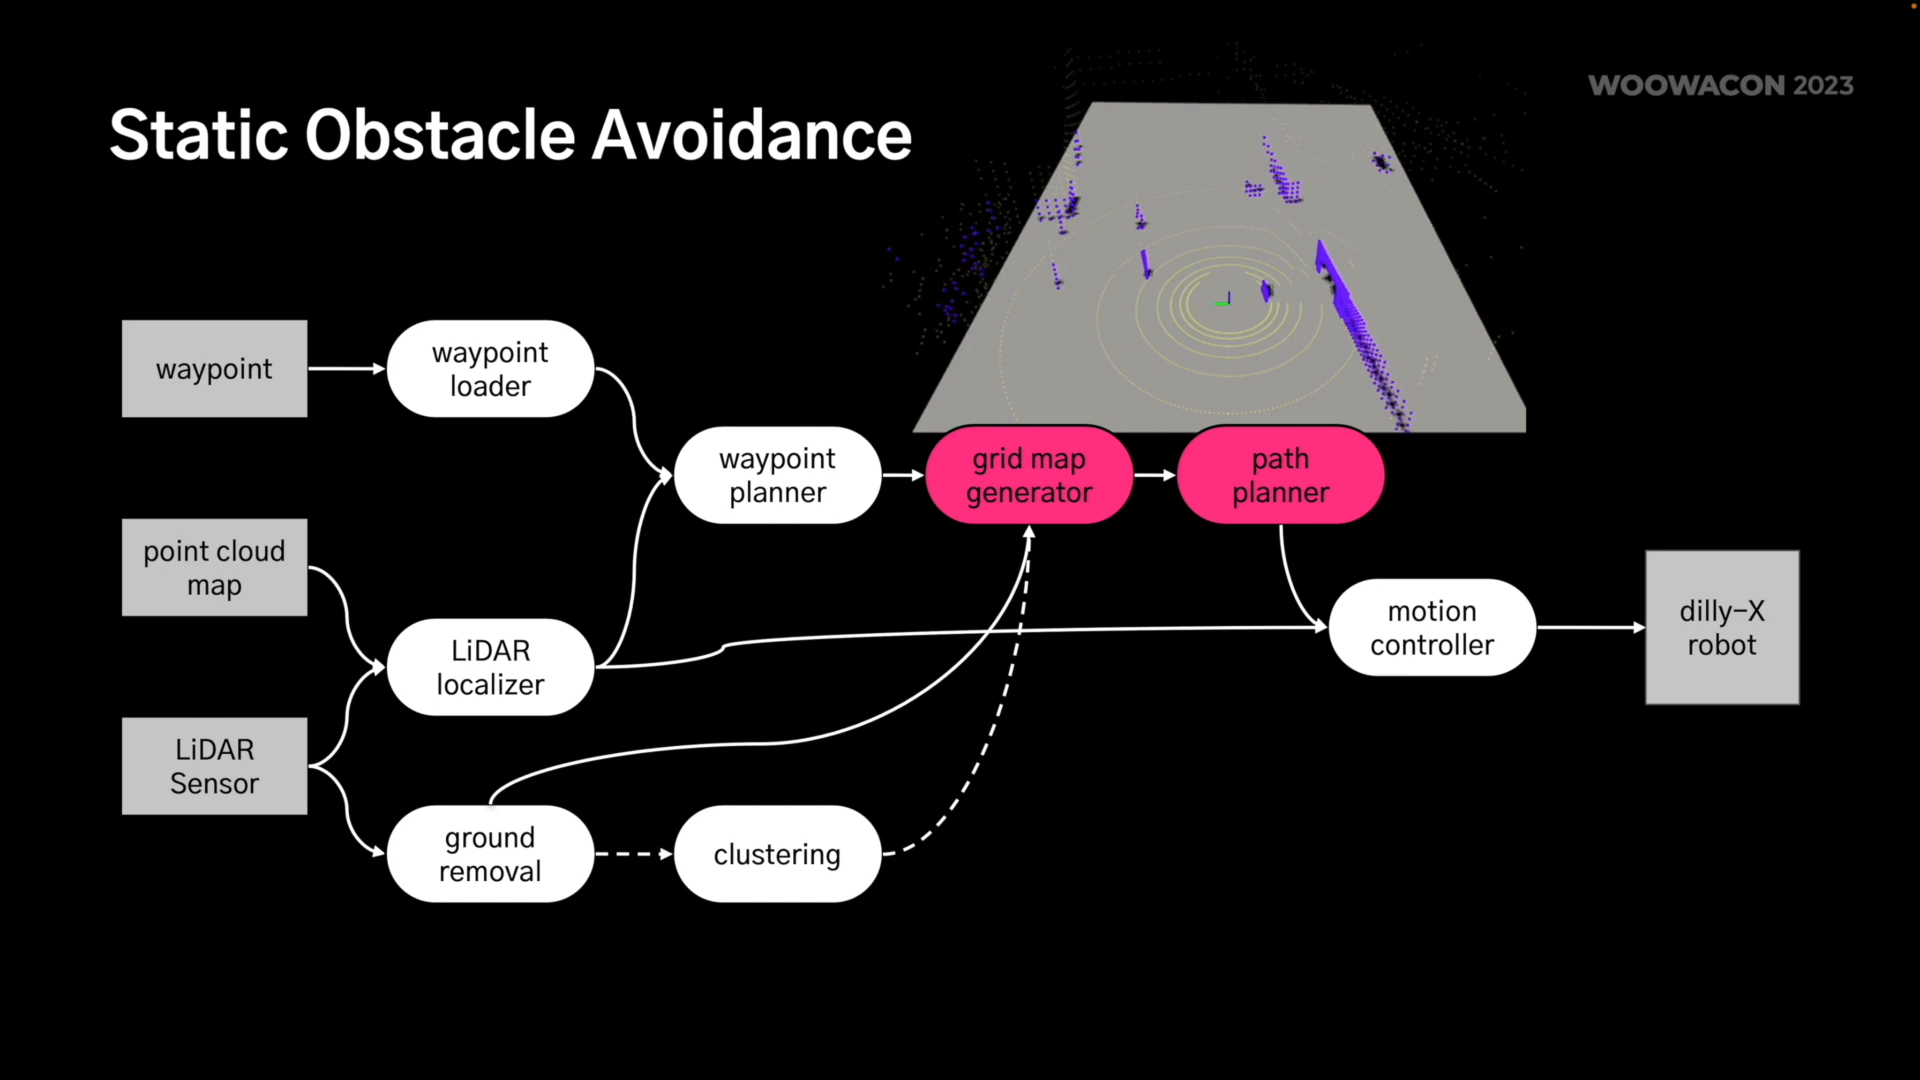 WOOWACON 2023
Static Obstacle Avoidance
waypoint
waypoint
loader
waypoint
planner
grid map
generator
path
planner
point cloud
map
LiDAR
localizer
motion
controller
dilly-X
robot
LiDAR
Sensor
ground
removal
clustering